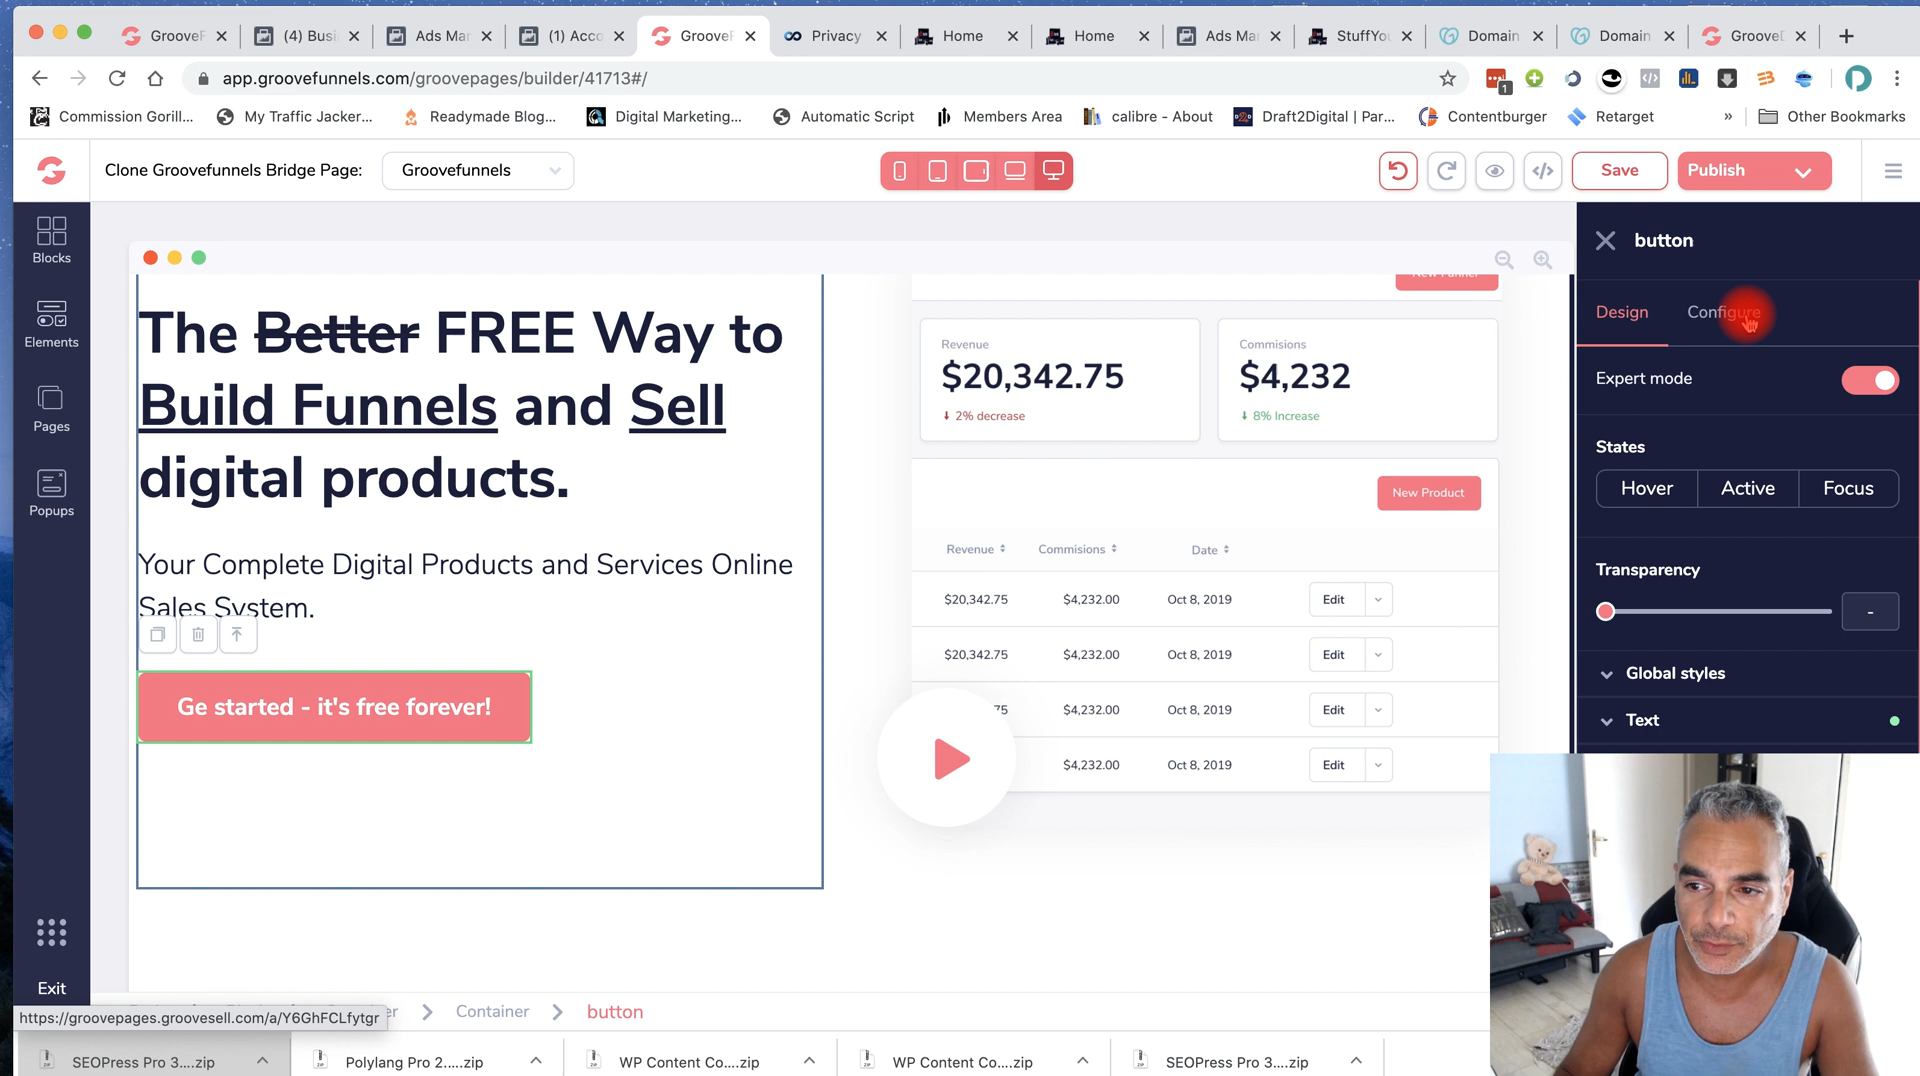 GrooveF
(4) Busi
Ads Mar
(1) Acco
GrooveF
Privacy
Home
Home
Ads Mar
StuffYou
Domain
Domain
GrooveD
app.groovefunnels.com/groovepages/builder/41713#/
1
Commission Gorill...
My Traffic Jacker...
Readymade Blog...
Digital Marketing...
Automatic Script
Members Area
calibre - About
Draft2Digital | Par...
Contentburger
Retarget
»
Other Bookmarks
Clone Groovefunnels Bridge Page:
Groovefunnels
Save
Publish
Blocks
Elements
Pages
Popups
Exit
The Better FREE Way to
Build Funnels and Sell
digital products.
Your Complete Digital Products and Services Online
Sales System.
Ge started - it's free forever!
New Funnel
Revenue
$20,342.75
2% decrease
Commisions
$4,232
8% Increase
New Product
Revenue Commisions Date
$20,342.75 $4,232.00 Oct 8, 2019 Edit
$20,342.75 $4,232.00 Oct 8, 2019 Edit
75 $4,232.00 Oct 8, 2019 Edit
$4,232.00 Oct 8, 2019 Edit
button
Design Configure
Expert mode
States
Hover Active Focus
Transparency
-
Global styles
Text
Container
button
https://groovepages.groovesell.com/a/Y6GhFCLfytgr
SEOPress Pro 3....zip
Polylang Pro 2.....zip
WP Content Co....zip
WP Content Co....zip
SEOPress Pro 3....zip